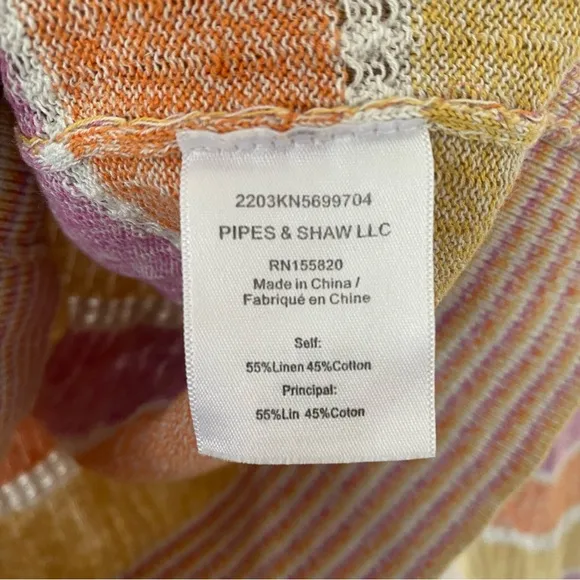 2203KN5699704
PIPES & SHAW LLC
RN155820
Made in China /
Fabriqué en Chine
Self:
55%Linen 45%Cotton
Principal:
55%Lin 45%Coton